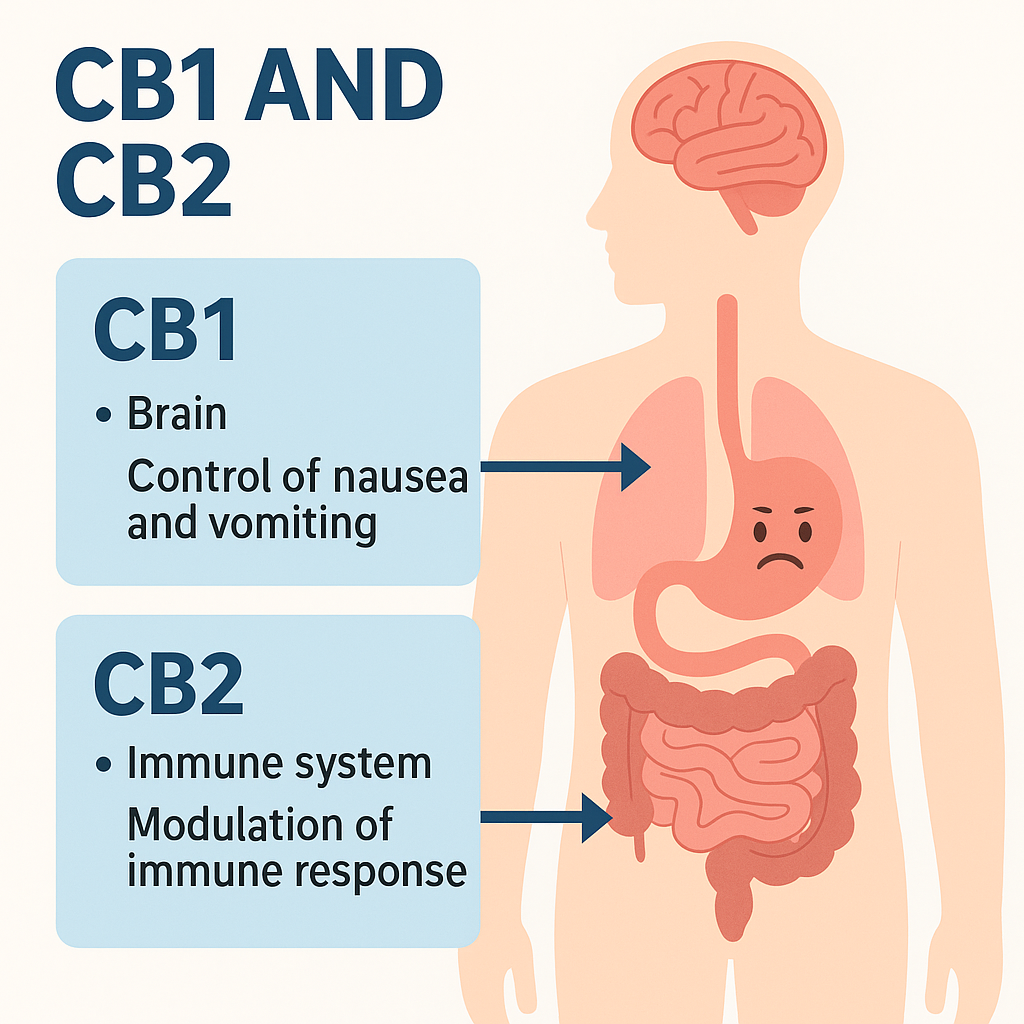 CB1 AND
CB2
CB1
• Brain
Control of nausea
and vomiting
CB2
• Immune system
Modulation of
immune response